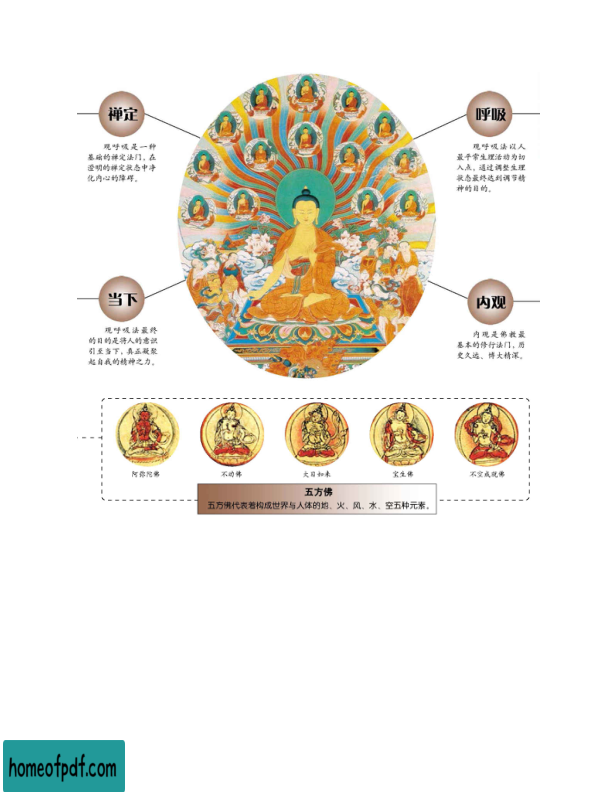 禅定
观呼吸是一种
基础的禅定法门，在
澄明的禅定状态中净
化内心的障碍。
呼吸
观呼吸法以人
最平常生理活动为切
入点，通过调整生理
状态最终达到调节精
神的目的。
当下
观呼吸法最终
的目的是将人的意识
引至当下，真正凝聚
起自我的精神之力。
内观
内观是佛教最
基本的修行法门，历
史久远、博大精深。
阿弥陀佛
不动佛
大日如来
宝生佛
不空成就佛
五方佛
五方佛代表着构成世界与人体的地、火、风、水、空五种元素。
homeofpdf.com